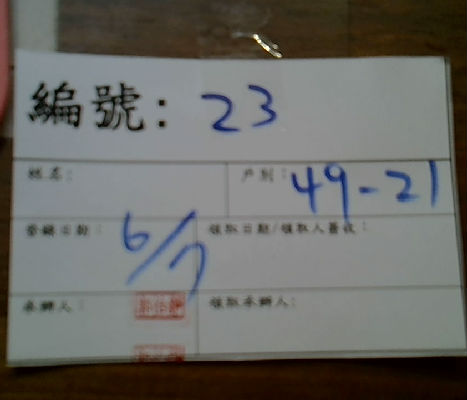 編號: 23
姓名: 戶別: 49-21
登錄日期: 6/7 領取日期/領取人簽收:
承辦人: 領取承辦人: